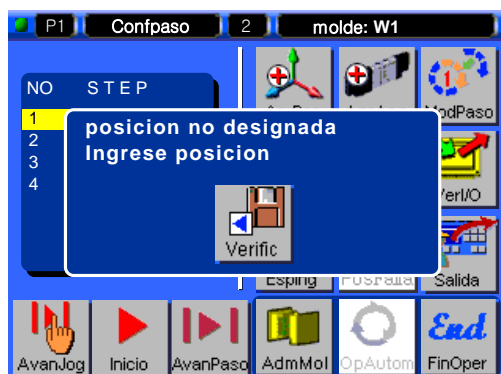 P1 Confpaso 2 molde: W1
NO STEP
1
2
3
4
posicion no designada
Ingrese posicion
Verific
ModPaso
VerI/O
Esping Salida
AvanJog Inicio AvanPaso AdmMol OpAutom FinOper
End